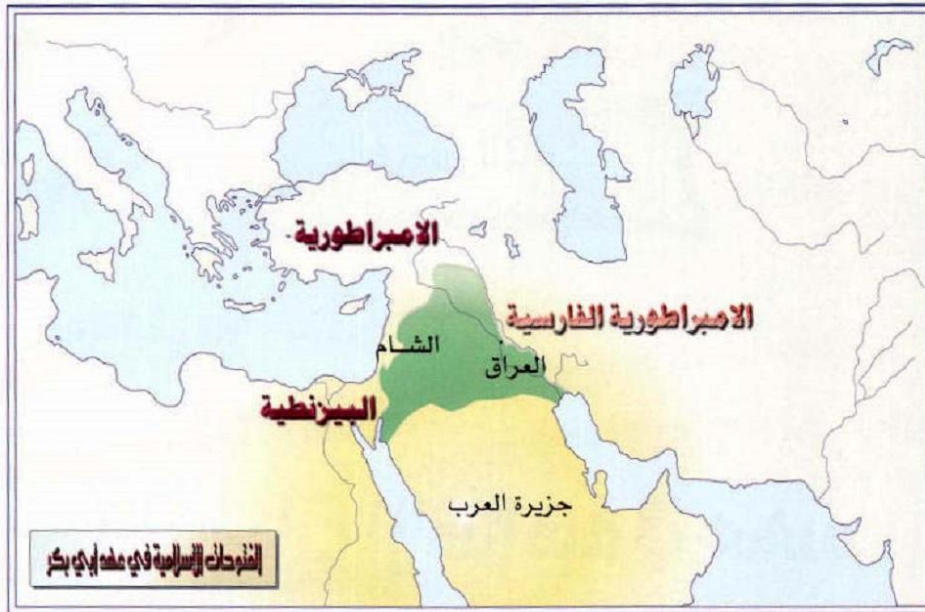 الامبراطورية
الامبراطورية الفارسية
الشام
العراق
البيزنطية
جزيرة العرب
الفتوحات الإسلامية في عهد أبي بكر